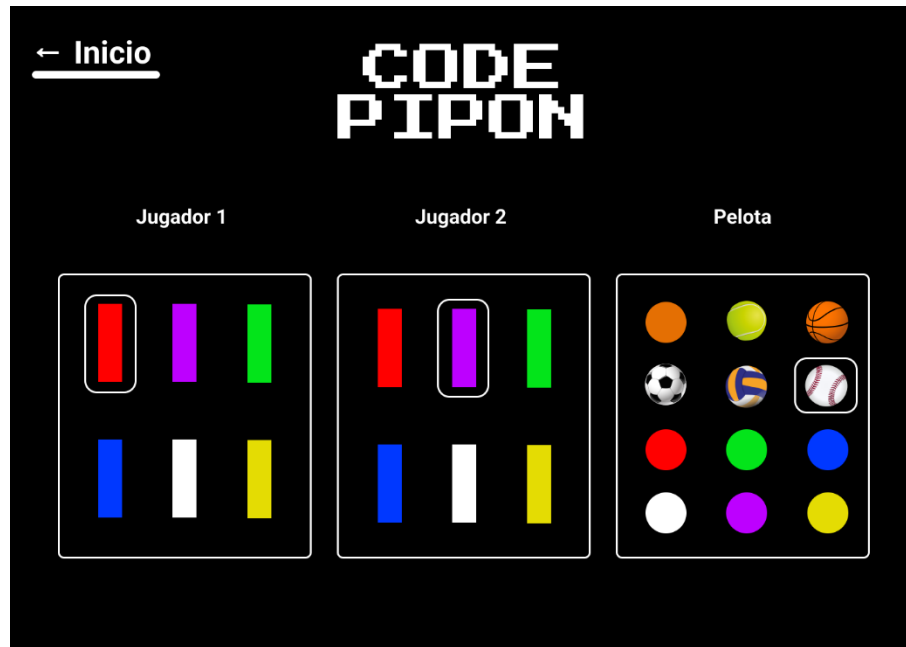 ← Inicio
CODE
PIPON
Jugador 1
Jugador 2
Pelota